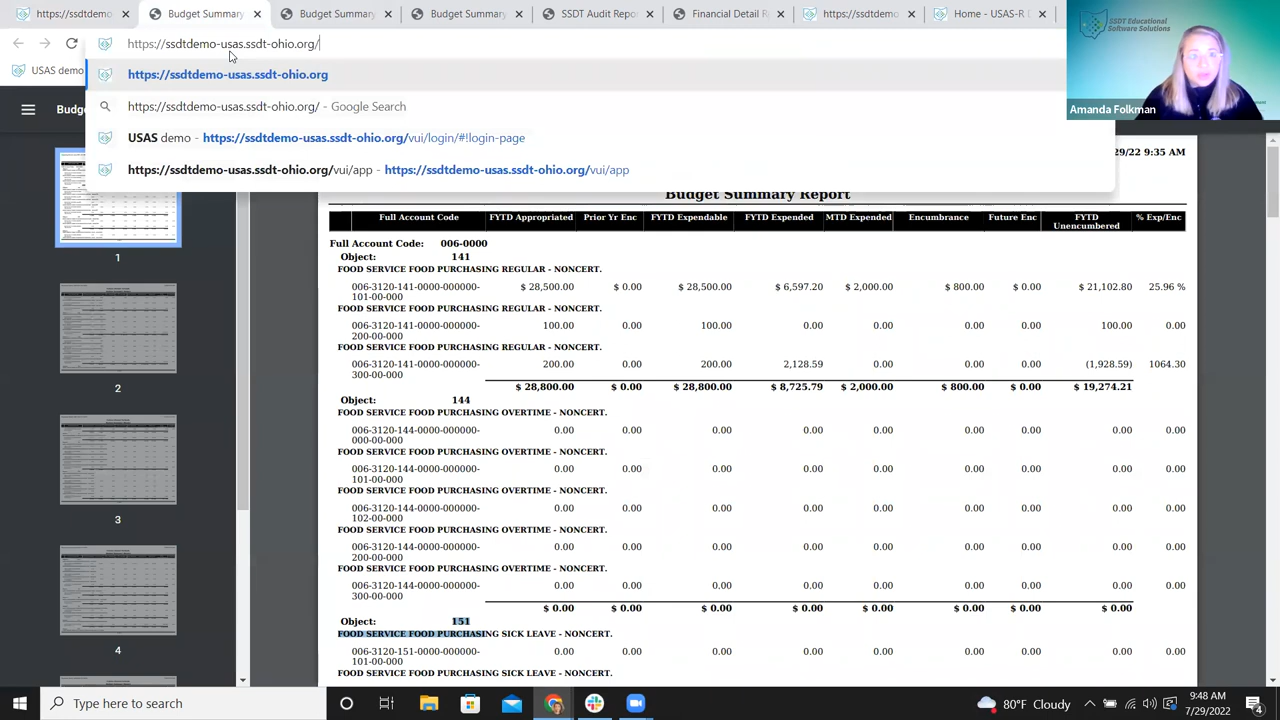 SSDT demo
Budget Summary
Budget Summary
Budget Summa
SSDT Audit Repor
Financial Detail R
https://ssdtdemo
Home - USAS-R D
SSDT Educational
Software Solutions
https://ssdtdemo-usas.ssdt-ohio.org/
USAS demo
https://ssdtdemo-usas.ssdt-ohio.org
https://ssdtdemo-usas.ssdt-ohio.org/ - Google Search
Amanda Folkman
Budg
USAS demo - https://ssdtdemo-usas.ssdt-ohio.org/vui/login/#!login-page
29/22 9:35 AM
https://ssdtdemo-usas.ssdt-ohio.org/vui/app - https://ssdtdemo-usas.ssdt-ohio.org/vui/app
Budget Summary Report
Full Account Code FYTD Appropriated Prior Yr Enc FYTD Expendable FYTD Expended MTD Expended Encumbrance Future Enc FYTD Unencumbered % Exp/Enc
Full Account Code: 006-0000
Object: 141
FOOD SERVICE FOOD PURCHASING REGULAR - NONCERT.
006-3120-141-0000-000000- $ 28,500.00 $ 0.00 $ 28,500.00 $ 6,597.20 $ 2,000.00 $ 800.00 $ 0.00 $ 21,102.80 25.96 %
101-00-000
FOOD SERVICE FOOD PURCHASING REGULAR - NONCERT.
006-3120-141-0000-000000- 100.00 0.00 100.00 0.00 0.00 0.00 0.00 100.00 0.00
200-00-000
FOOD SERVICE FOOD PURCHASING REGULAR - NONCERT.
006-3120-141-0000-000000- 200.00 0.00 200.00 2,128.59 0.00 0.00 0.00 (1,928.59) 1064.30
300-00-000
$ 28,800.00 $ 0.00 $ 28,800.00 $ 8,725.79 $ 2,000.00 $ 800.00 $ 0.00 $ 19,274.21
Object: 144
FOOD SERVICE FOOD PURCHASING OVERTIME - NONCERT.
006-3120-144-0000-000000- 0.00 0.00 0.00 0.00 0.00 0.00 0.00 0.00 0.00
000-00-000
FOOD SERVICE FOOD PURCHASING OVERTIME - NONCERT.
006-3120-144-0000-000000- 0.00 0.00 0.00 0.00 0.00 0.00 0.00 0.00 0.00
101-00-000
FOOD SERVICE FOOD PURCHASING OVERTIME - NONCERT.
006-3120-144-0000-000000- 0.00 0.00 0.00 0.00 0.00 0.00 0.00 0.00 0.00
102-00-000
FOOD SERVICE FOOD PURCHASING OVERTIME - NONCERT.
006-3120-144-0000-000000- 0.00 0.00 0.00 0.00 0.00 0.00 0.00 0.00 0.00
200-00-000
FOOD SERVICE FOOD PURCHASING OVERTIME - NONCERT.
006-3120-144-0000-000000- 0.00 0.00 0.00 0.00 0.00 0.00 0.00 0.00 0.00
300-00-000
$ 0.00 $ 0.00 $ 0.00 $ 0.00 $ 0.00 $ 0.00 $ 0.00 $ 0.00
Object: 151
FOOD SERVICE FOOD PURCHASING SICK LEAVE - NONCERT.
006-3120-151-0000-000000- 0.00 0.00 0.00 0.00 0.00 0.00 0.00 0.00 0.00
101-00-000
FOOD SERVICE FOOD PURCHASING SICK LEAVE - NONCERT.
1
2
3
4
Type here to search
80°F Cloudy
9:48 AM
7/29/2022
4